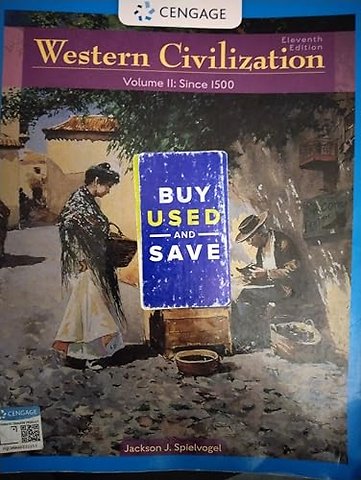 CENGAGE
Eleventh
Edition
Western Civilization
Volume II: Since 1500
BUY
USED
AND
SAVE
CENGAGE
Jackson J. Spielvogel